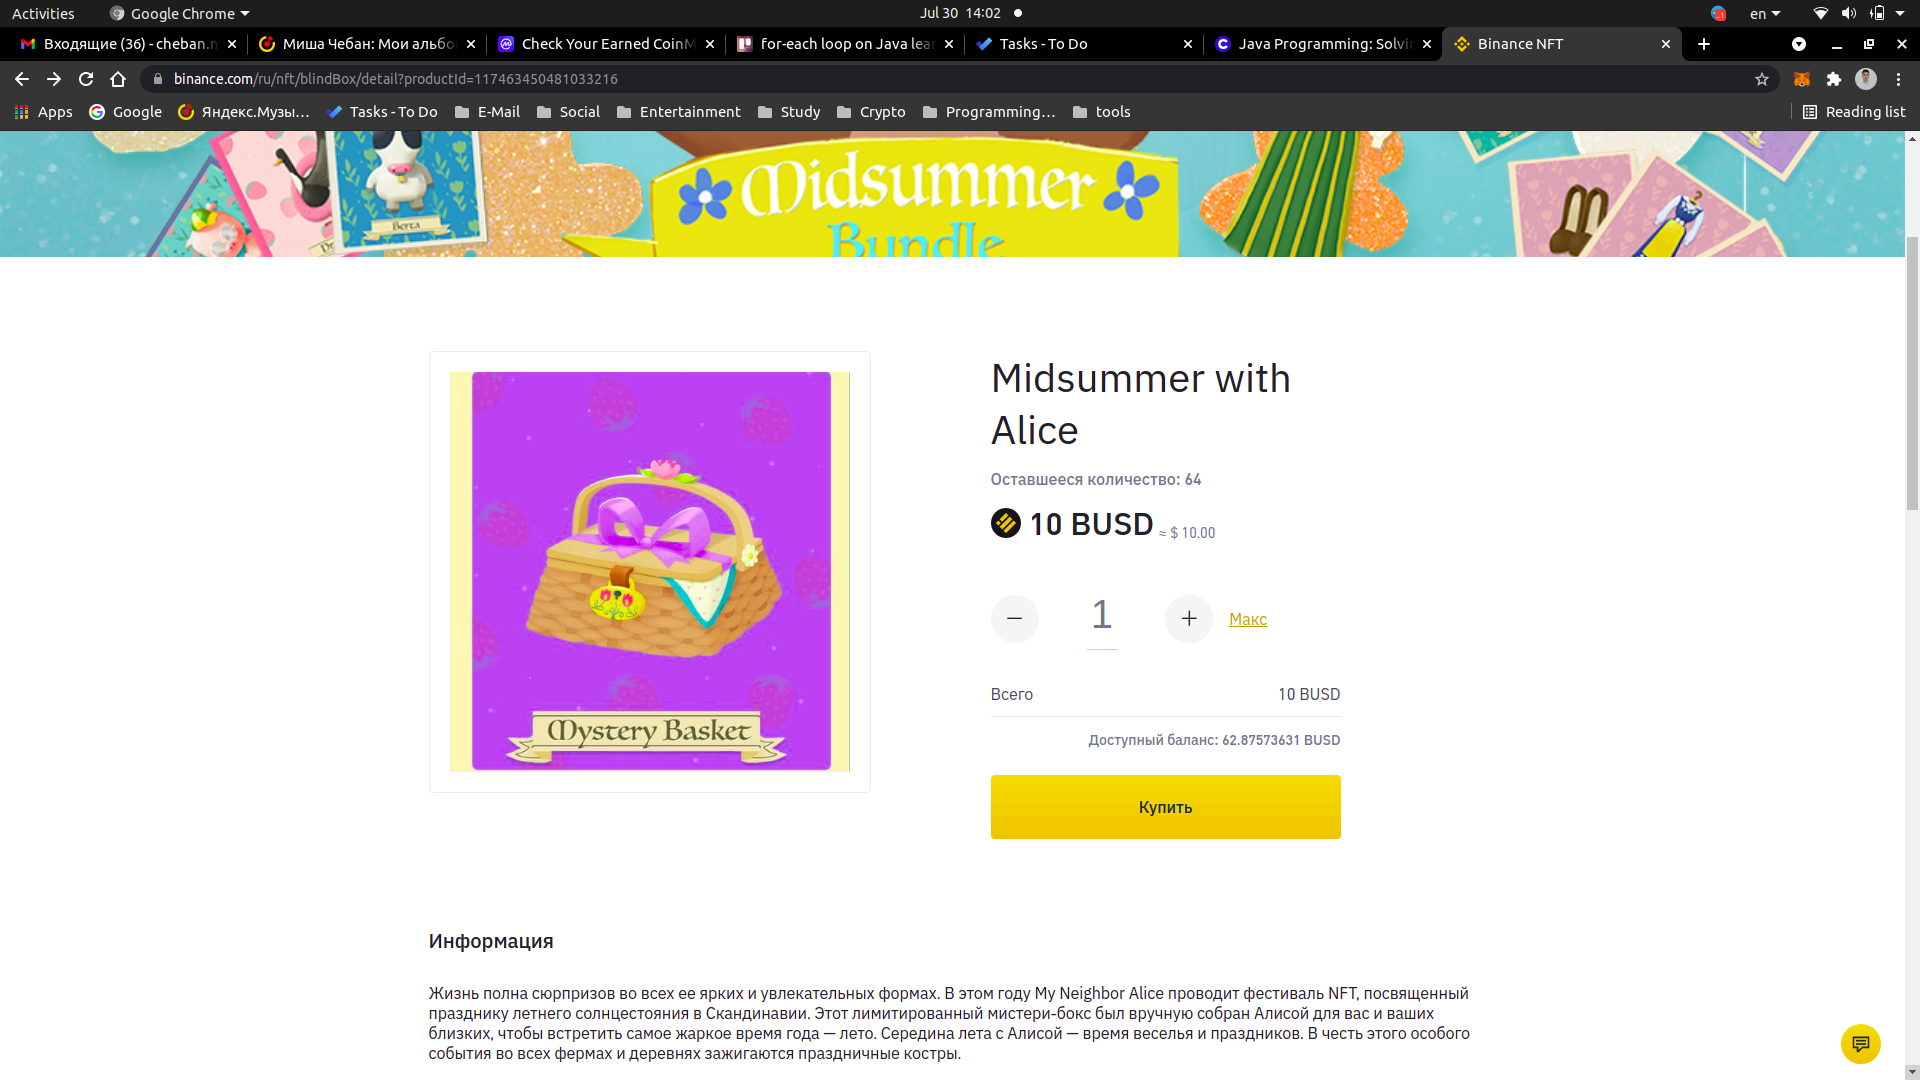 Activities
Google Chrome
Jul 30 14:02
en
Входящие (36) - cheban.
Миша Чебан: Мои альбо
Check Your Earned CoinM
for-each loop on Java lea
Tasks - To Do
Java Programming: Solvin
Binance NFT
binance.com/ru/nft/blindBox/detail?productId=117463450481033216
Apps
Google
Яндекс.Музы...
Tasks - To Do
E-Mail
Social
Entertainment
Study
Crypto
Programming...
tools
Reading list
Berta
Midsummer
Bundle
Mystery Basket
Midsummer with
Alice
Оставшееся количество: 64
10 BUSD ≈ $ 10.00
− 1 + Макс
Всего 10 BUSD
Доступный баланс: 62.87573631 BUSD
Купить
Информация
Жизнь полна сюрпризов во всех ее ярких и увлекательных формах. В этом году My Neighbor Alice проводит фестиваль NFT, посвященный
празднику летнего солнцестояния в Скандинавии. Этот лимитированный мистери-бокс был вручную собран Алисой для вас и ваших
близких, чтобы встретить самое жаркое время года — лето. Середина лета с Алисой — время веселья и праздников. В честь этого особого
события во всех фермах и деревнях зажигаются праздничные костры.